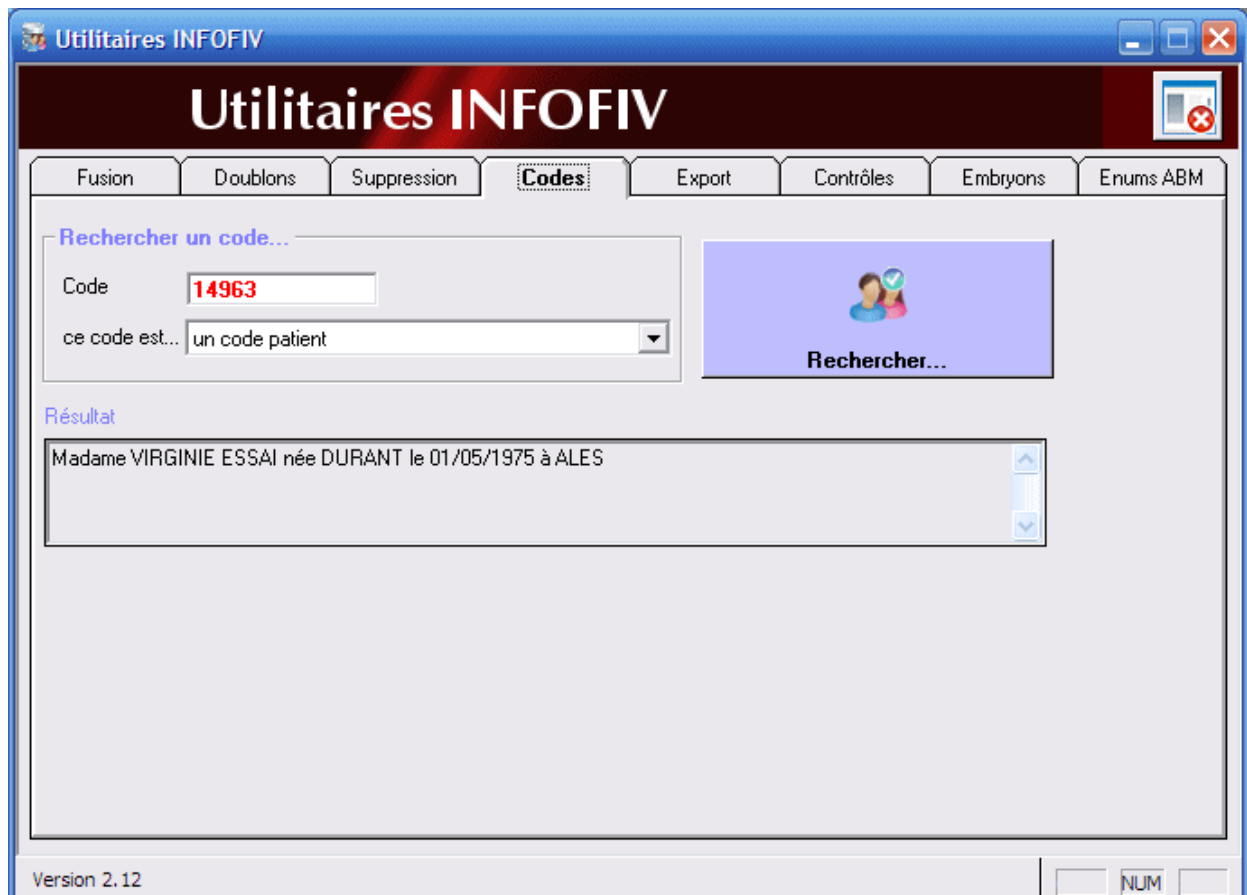 Utilitaires INFOFIV
Utilitaires INFOFIV
Fusion Doublons Suppression Codes Export Contrôles Embryons Enums ABM
Rechercher un code...
Code 14963
ce code est... un code patient
Rechercher...
Résultat
Madame VIRGINIE ESSAI née DURANT le 01/05/1975 à ALES
Version 2.12 NUM